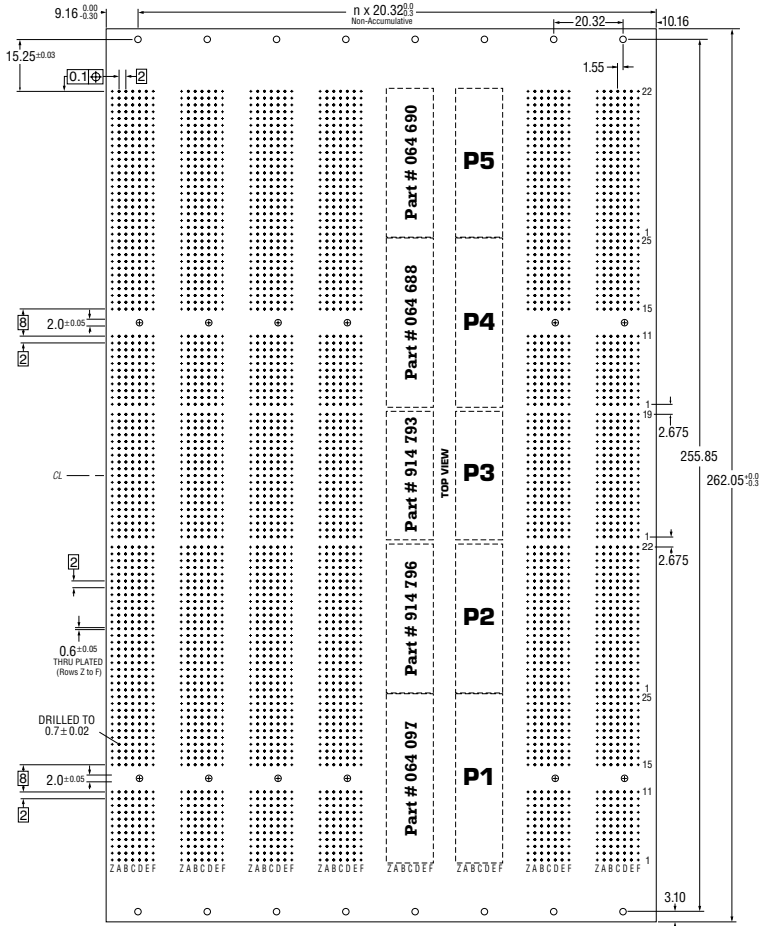 9.16 0.00 -0.30
n x 20.32 0.0 0.3
Non-Accumulative
20.32
10.16
15.25±0.03
0.1 ⌖
2
1.55
22
1
25
15
11
1
19
1
22
1
25
15
11
1
Part # 064 690
P5
Part # 064 688
P4
Part # 914 793
TOP VIEW
P3
Part # 914 796
P2
Part # 064 097
P1
8
2.0±0.05
2
CL
2
0.6±0.05
THRU PLATED
(Rows Z to F)
DRILLED TO
0.7±0.02
8
2.0±0.05
2
2.675
2.675
255.85
262.05 +0.0 -0.3
3.10
ZABCDEF
ZABCDEF
ZABCDEF
ZABCDEF
ZABCDEF
ZABCDEF
ZABCDEF
ZABCDEF